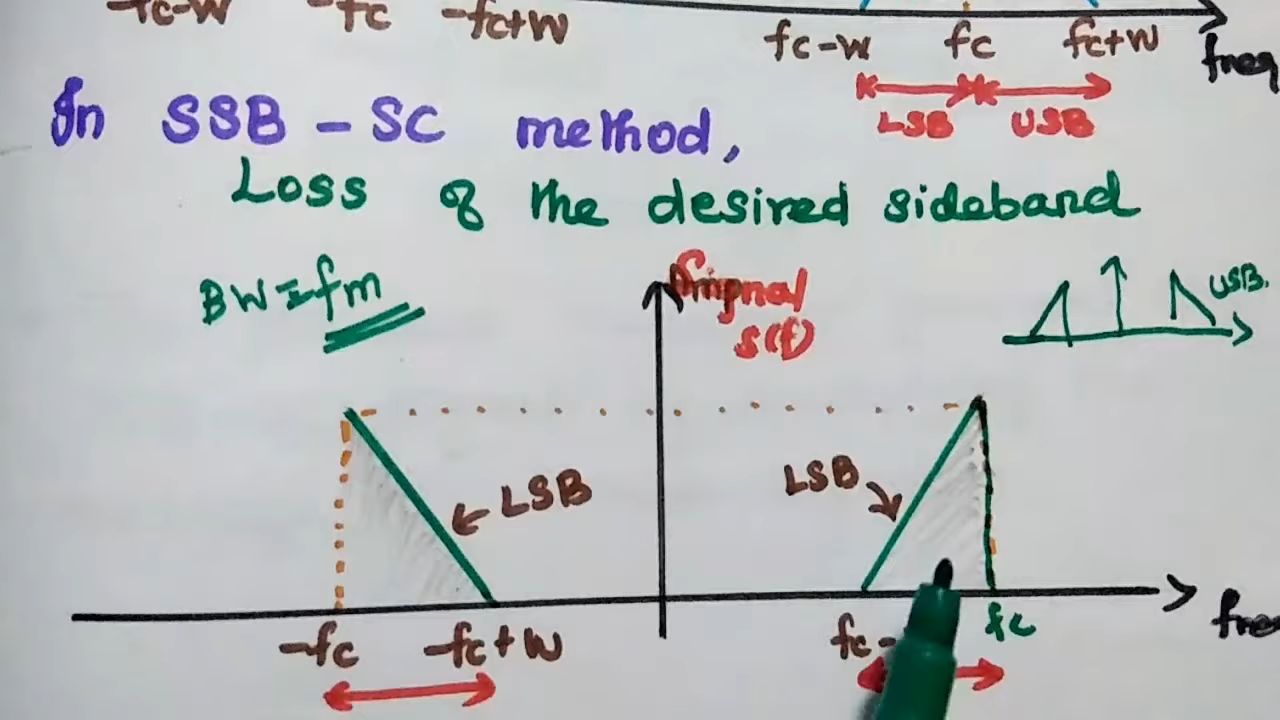 -fc-W -fc -fc+W fc-W fc fc+W
freq
LSB USB
In SSB - SC method,
Loss of the desired sideband
BW=fm
s(f)
USB.
LSB LSB
-fc -fc+W fc- fc